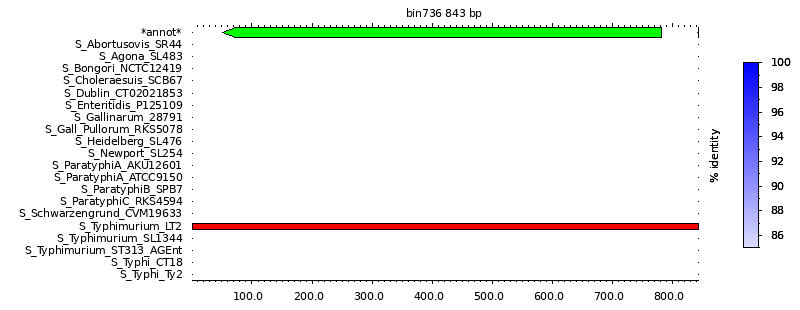 bin736 843 bp
*annot*
S_Abortusovis_SR44
S_Agona_SL483
S_Bongori_NCTC12419
S_Choleraesuis_SCB67
S_Dublin_CT02021853
S_Enteritidis_P125109
S_Gallinarum_28791
S_Gall_Pullorum_RKS5078
S_Heidelberg_SL476
S_Newport_SL254
S_ParatyphiA_AKU12601
S_ParatyphiA_ATCC9150
S_ParatyphiB_SPB7
S_ParatyphiC_RKS4594
S_Schwarzengrund_CVM19633
S_Typhimurium_LT2
S_Typhimurium_SL1344
S_Typhimurium_ST313_AGEnt
S_Typhi_CT18
S_Typhi_Ty2
100.0 200.0 300.0 400.0 500.0 600.0 700.0 800.0
% identity
100
98
96
94
92
90
88
86